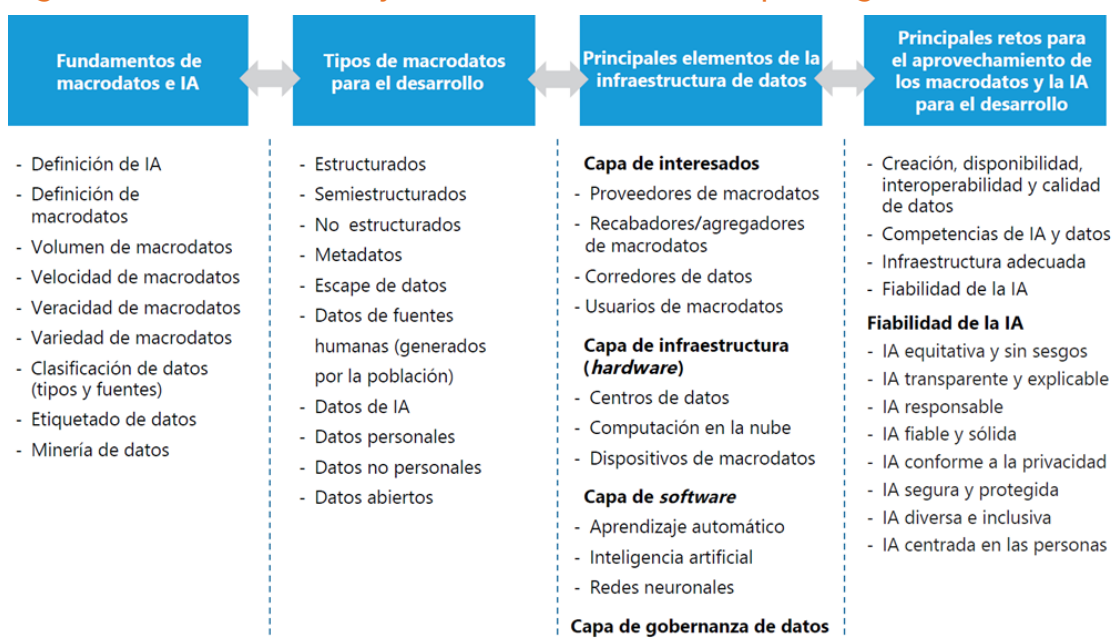 Fundamentos de
macrodatos e IA
Tipos de macrodatos
para el desarrollo
Principales elementos de la
infraestructura de datos
Principales retos para
el aprovechamiento de
los macrodatos y la IA
para el desarrollo
- Definición de IA
- Definición de
macrodatos
- Volumen de macrodatos
- Velocidad de macrodatos
- Veracidad de macrodatos
- Variedad de macrodatos
- Clasificación de datos
(tipos y fuentes)
- Etiquetado de datos
- Minería de datos
- Estructurados
- Semiestructurados
- No estructurados
- Metadatos
- Escape de datos
- Datos de fuentes
humanas (generados
por la población)
- Datos de IA
- Datos personales
- Datos no personales
- Datos abiertos
Capa de interesados
- Proveedores de macrodatos
- Recabadores/agregadores
de macrodatos
- Corredores de datos
- Usuarios de macrodatos
Capa de infraestructura
(hardware)
- Centros de datos
- Computación en la nube
- Dispositivos de macrodatos
Capa de software
- Aprendizaje automático
- Inteligencia artificial
- Redes neuronales
Capa de gobernanza de datos
- Creación, disponibilidad,
interoperabilidad y calidad
de datos
- Competencias de IA y datos
- Infraestructura adecuada
- Fiabilidad de la IA
Fiabilidad de la IA
- IA equitativa y sin sesgos
- IA transparente y explicable
- IA responsable
- IA fiable y sólida
- IA conforme a la privacidad
- IA segura y protegida
- IA diversa e inclusiva
- IA centrada en las personas